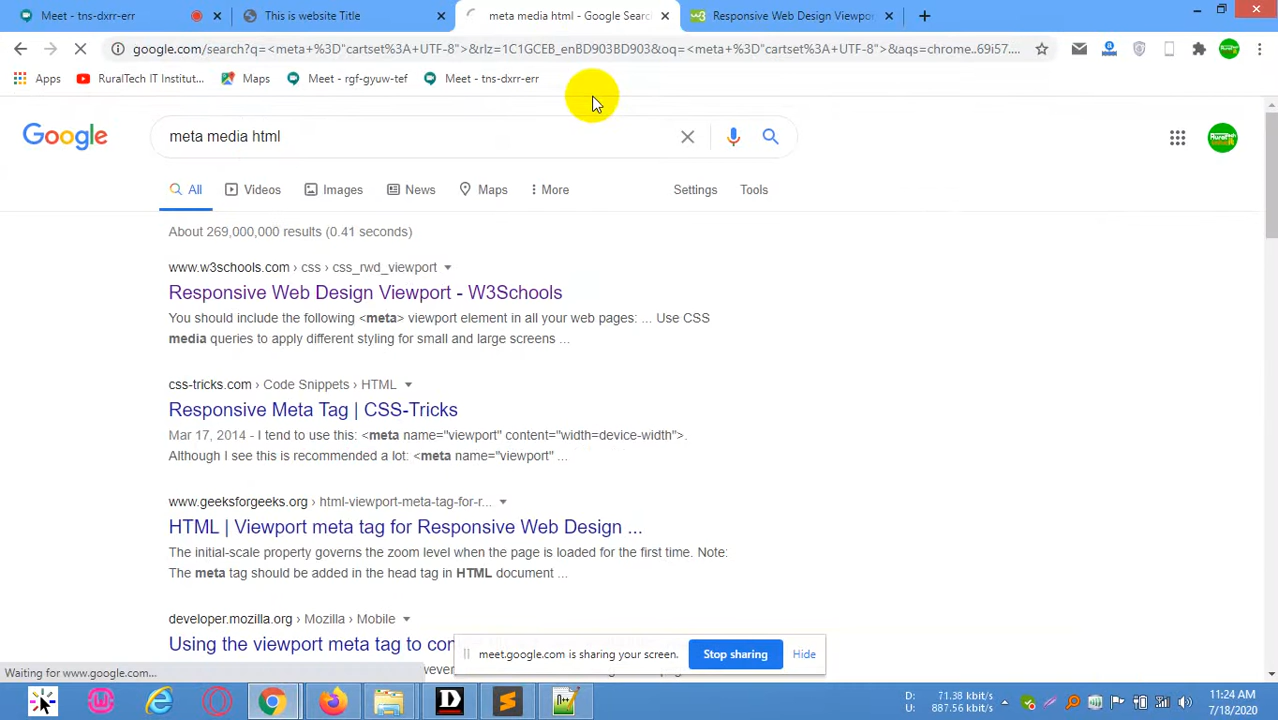 Meet - tns-dxrr-err
This is website Title
meta media html - Google Searc
Responsive Web Design Viewpor
google.com/search?q=<meta+%3D"cartset%3A+UTF-8">&rlz=1C1GCEB_enBD903BD903&oq=<meta+%3D"cartset%3A+UTF-8">&aqs=chrome..69i57....
Apps
RuralTech IT Institut...
Maps
Meet - rgf-gyuw-tef
Meet - tns-dxrr-err
Google
meta media html
All
Videos
Images
News
Maps
More
Settings
Tools
About 269,000,000 results (0.41 seconds)
www.w3schools.com › css › css_rwd_viewport
Responsive Web Design Viewport - W3Schools
You should include the following <meta> viewport element in all your web pages: ... Use CSS
media queries to apply different styling for small and large screens ...
css-tricks.com › Code Snippets › HTML
Responsive Meta Tag | CSS-Tricks
Mar 17, 2014 - I tend to use this: <meta name="viewport" content="width=device-width">.
Although I see this is recommended a lot: <meta name="viewport" ...
www.geeksforgeeks.org › html-viewport-meta-tag-for-r...
HTML | Viewport meta tag for Responsive Web Design ...
The initial-scale property governs the zoom level when the page is loaded for the first time. Note:
The meta tag should be added in the head tag in HTML document ...
developer.mozilla.org › Mozilla › Mobile
Using the viewport meta tag to co
meet.google.com is sharing your screen.
Stop sharing
Hide
Waiting for www.google.com...
D: 71.38 kbit/s
U: 887.56 kbit/s
11:24 AM
7/18/2020